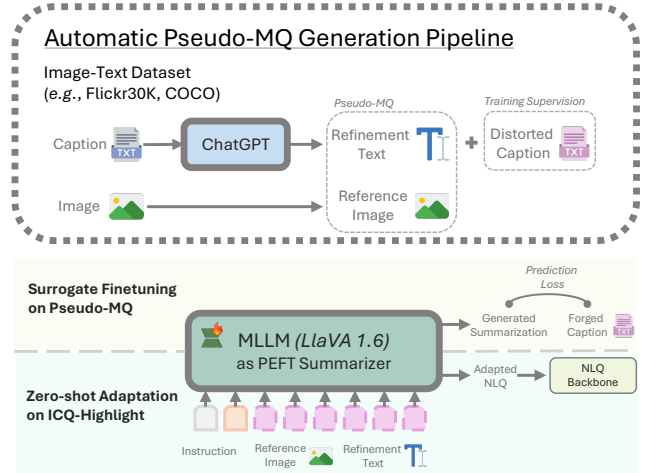 Automatic Pseudo-MQ Generation Pipeline
Image-Text Dataset
(e.g., Flickr30K, COCO)
Pseudo-MQ
Training Supervision
Caption
TXT
ChatGPT
Refinement
Text
T
+
Distorted
Caption
TXT
Image
Reference
Image
Surrogate Finetuning
on Pseudo-MQ
Prediction
Loss
Generated
Summarization
Forged
Caption
TXT
MLLM (LlaVA 1.6)
as PEFT Summarizer
Adapted
NLQ
NLQ
Backbone
Zero-shot Adaptation
on ICQ-Highlight
Instruction
Reference
Image
Refinement
Text
T